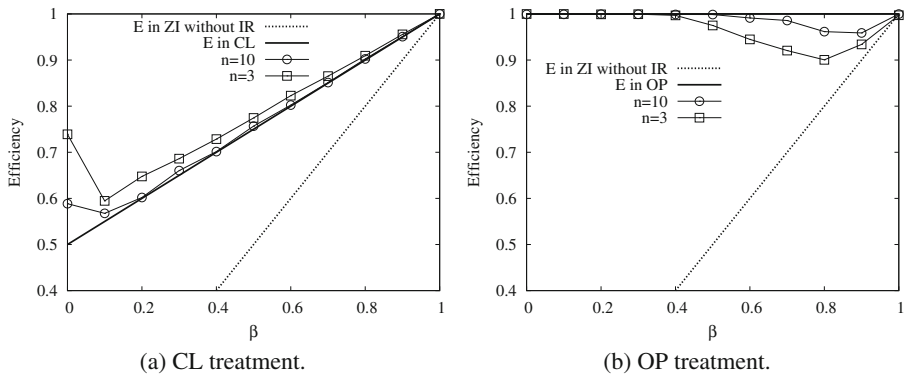 1
0.9
0.8
0.7
0.6
0.5
0.4
Efficiency
E in ZI without IR
E in CL
n=10
n=3
0 0.2 0.4 0.6 0.8 1
β
(a) CL treatment.
1
0.9
0.8
0.7
0.6
0.5
0.4
Efficiency
E in ZI without IR
E in OP
n=10
n=3
0 0.2 0.4 0.6 0.8 1
β
(b) OP treatment.